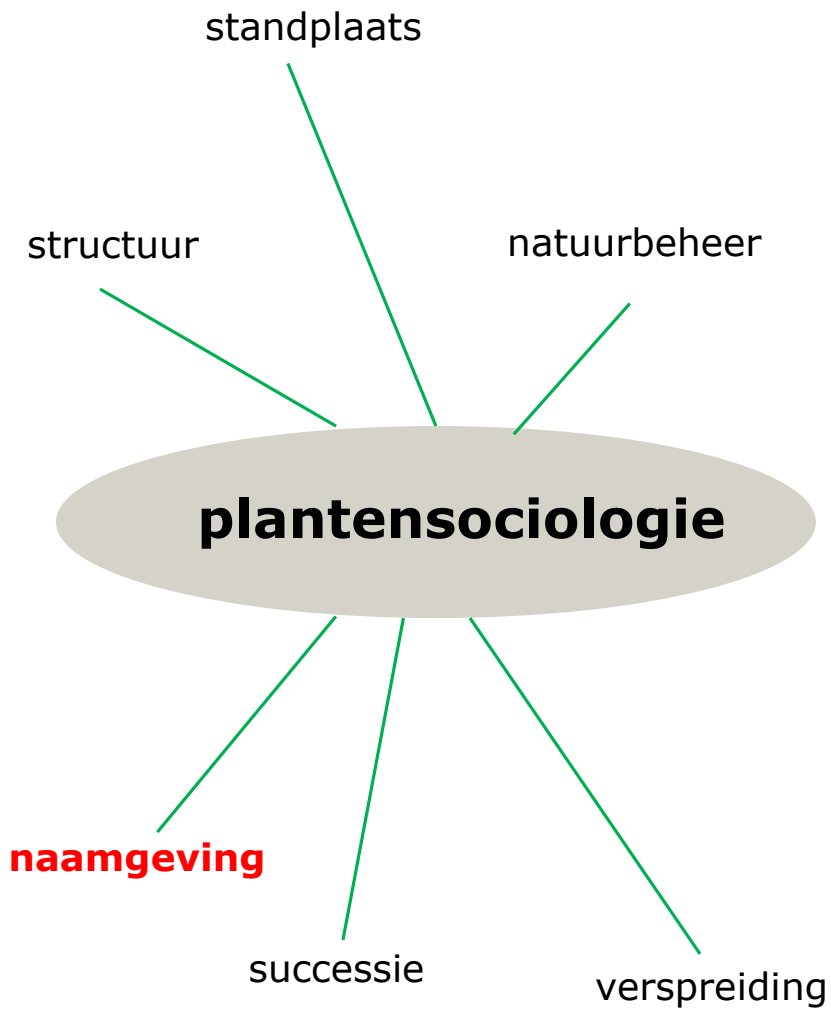 standplaats
structuur
natuurbeheer
plantensociologie
naamgeving
successie
verspreiding